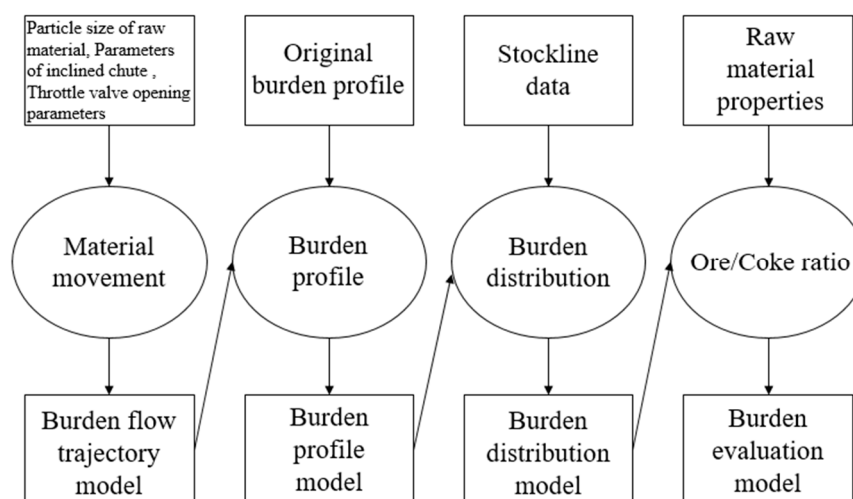 Particle size of raw
material, Parameters
of inclined chute ,
Throttle valve opening
parameters
Original
burden profile
Stockline
data
Raw
material
properties
Material
movement
Burden
profile
Burden
distribution
Ore/Coke ratio
Burden flow
trajectory
model
Burden
profile
model
Burden
distribution
model
Burden
evaluation
model